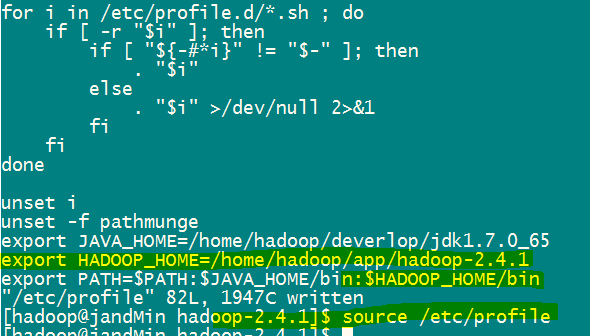 for i in /etc/profile.d/*.sh ; do
    if [ -r "$i" ]; then
        if [ "${-#*i}" != "$-" ]; then
            . "$i"
        else
            . "$i" >/dev/null 2>&1
        fi
    fi
done

unset i
unset -f pathmunge
export JAVA_HOME=/home/hadoop/deverlop/jdk1.7.0_65
export HADOOP_HOME=/home/hadoop/app/hadoop-2.4.1
export PATH=$PATH:$JAVA_HOME/bin:$HADOOP_HOME/bin
"/etc/profile" 82L, 1947C written
[hadoop@jandMin hadoop-2.4.1]$ source /etc/profile
[hadoop@jandMin hadoop-2.4.1]$